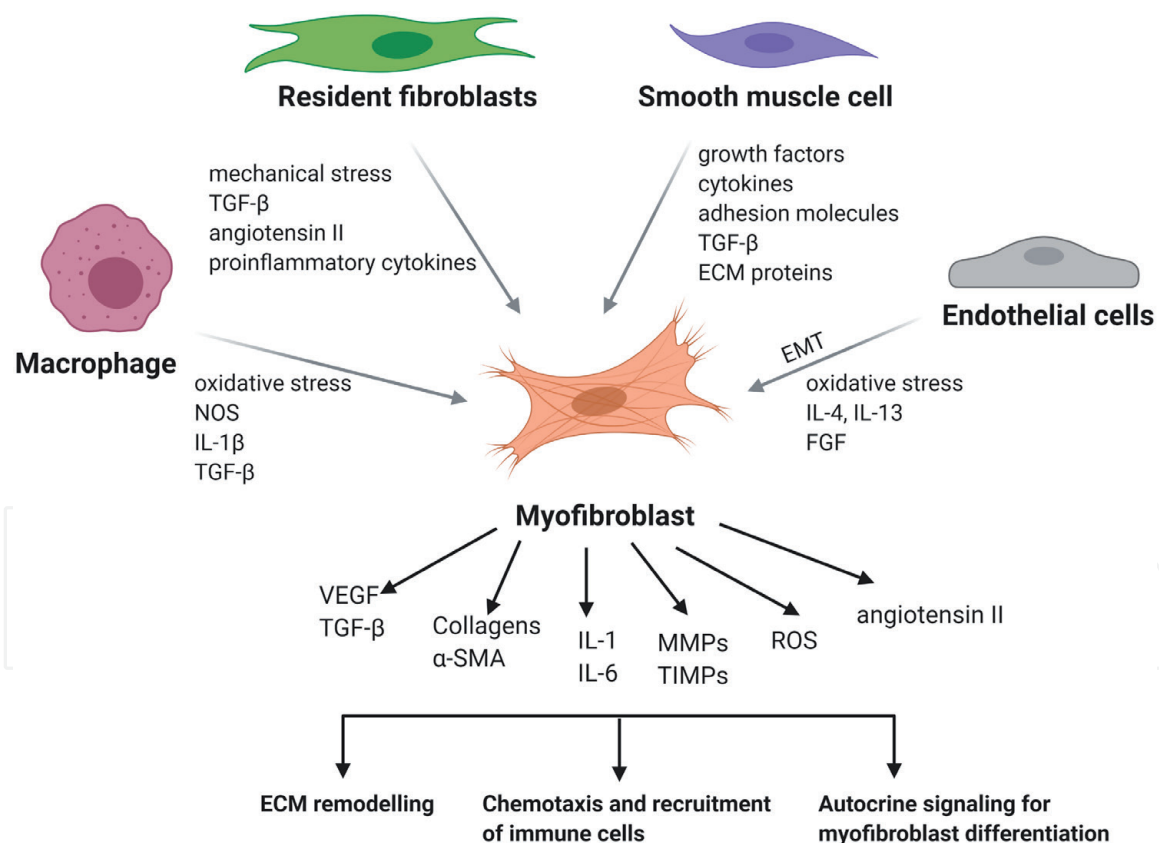 Resident fibroblasts
Smooth muscle cell
mechanical stress
TGF-β
angiotensin II
proinflammatory cytokines
growth factors
cytokines
adhesion molecules
TGF-β
ECM proteins
Macrophage
Endothelial cells
oxidative stress
NOS
IL-1β
TGF-β
EMT
oxidative stress
IL-4, IL-13
FGF
Myofibroblast
VEGF
TGF-β
Collagens
α-SMA
IL-1
IL-6
MMPs
TIMPs
ROS
angiotensin II
ECM remodelling
Chemotaxis and recruitment
of immune cells
Autocrine signaling for
myofibroblast differentiation